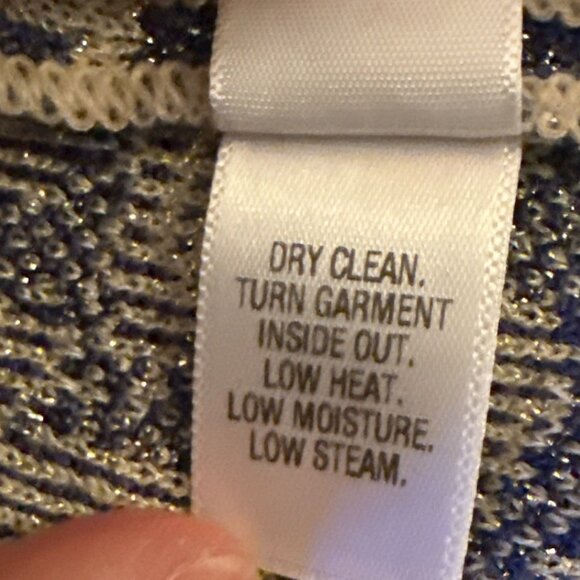 DRY CLEAN.
TURN GARMENT
INSIDE OUT.
LOW HEAT.
LOW MOISTURE.
LOW STEAM.